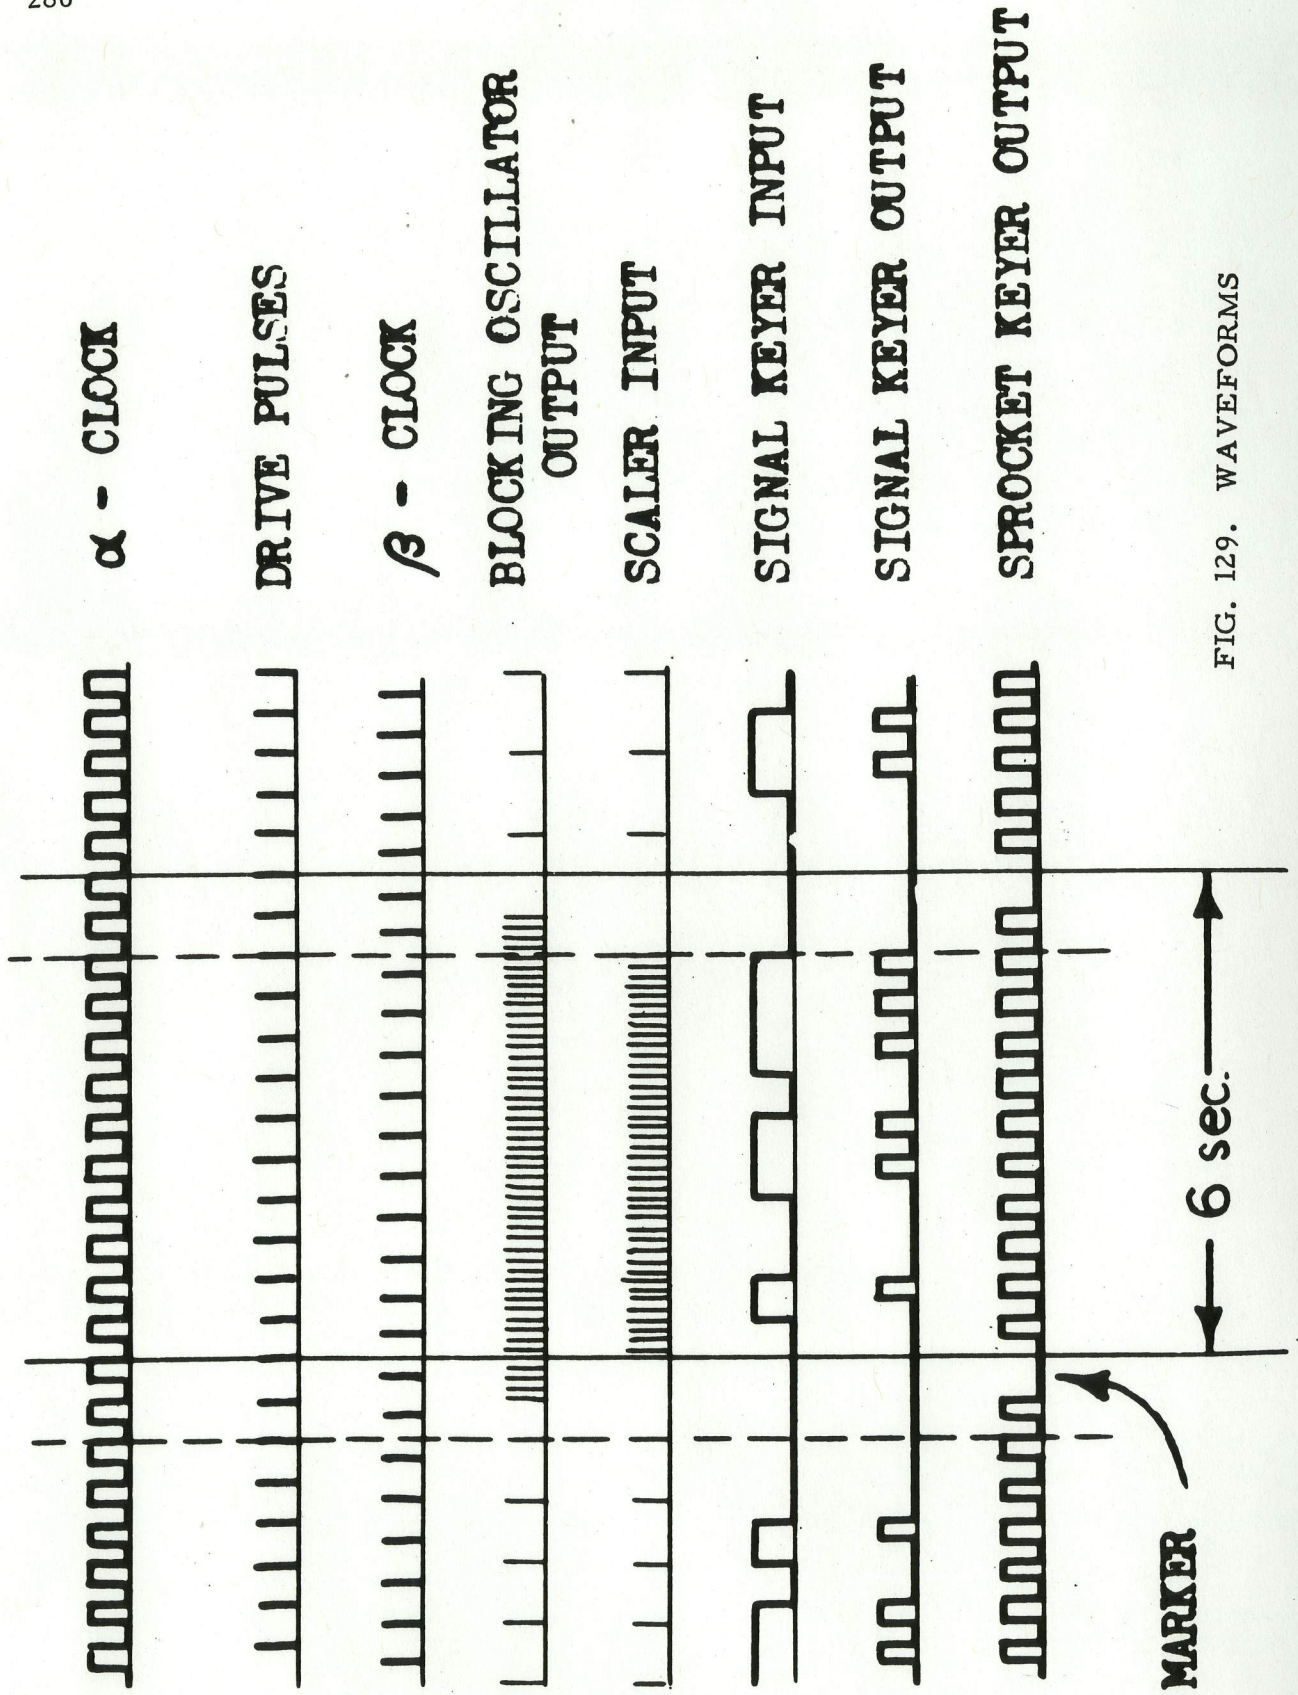 286
α - CLOCK
DRIVE PULSES
β - CLOCK
BLOCKING OSCILLATOR
OUTPUT
SCALER INPUT
SIGNAL KEYER INPUT
SIGNAL KEYER OUTPUT
SPROCKET KEYER OUTPUT
6 sec.
MARKER
FIG. 129. WAVEFORMS